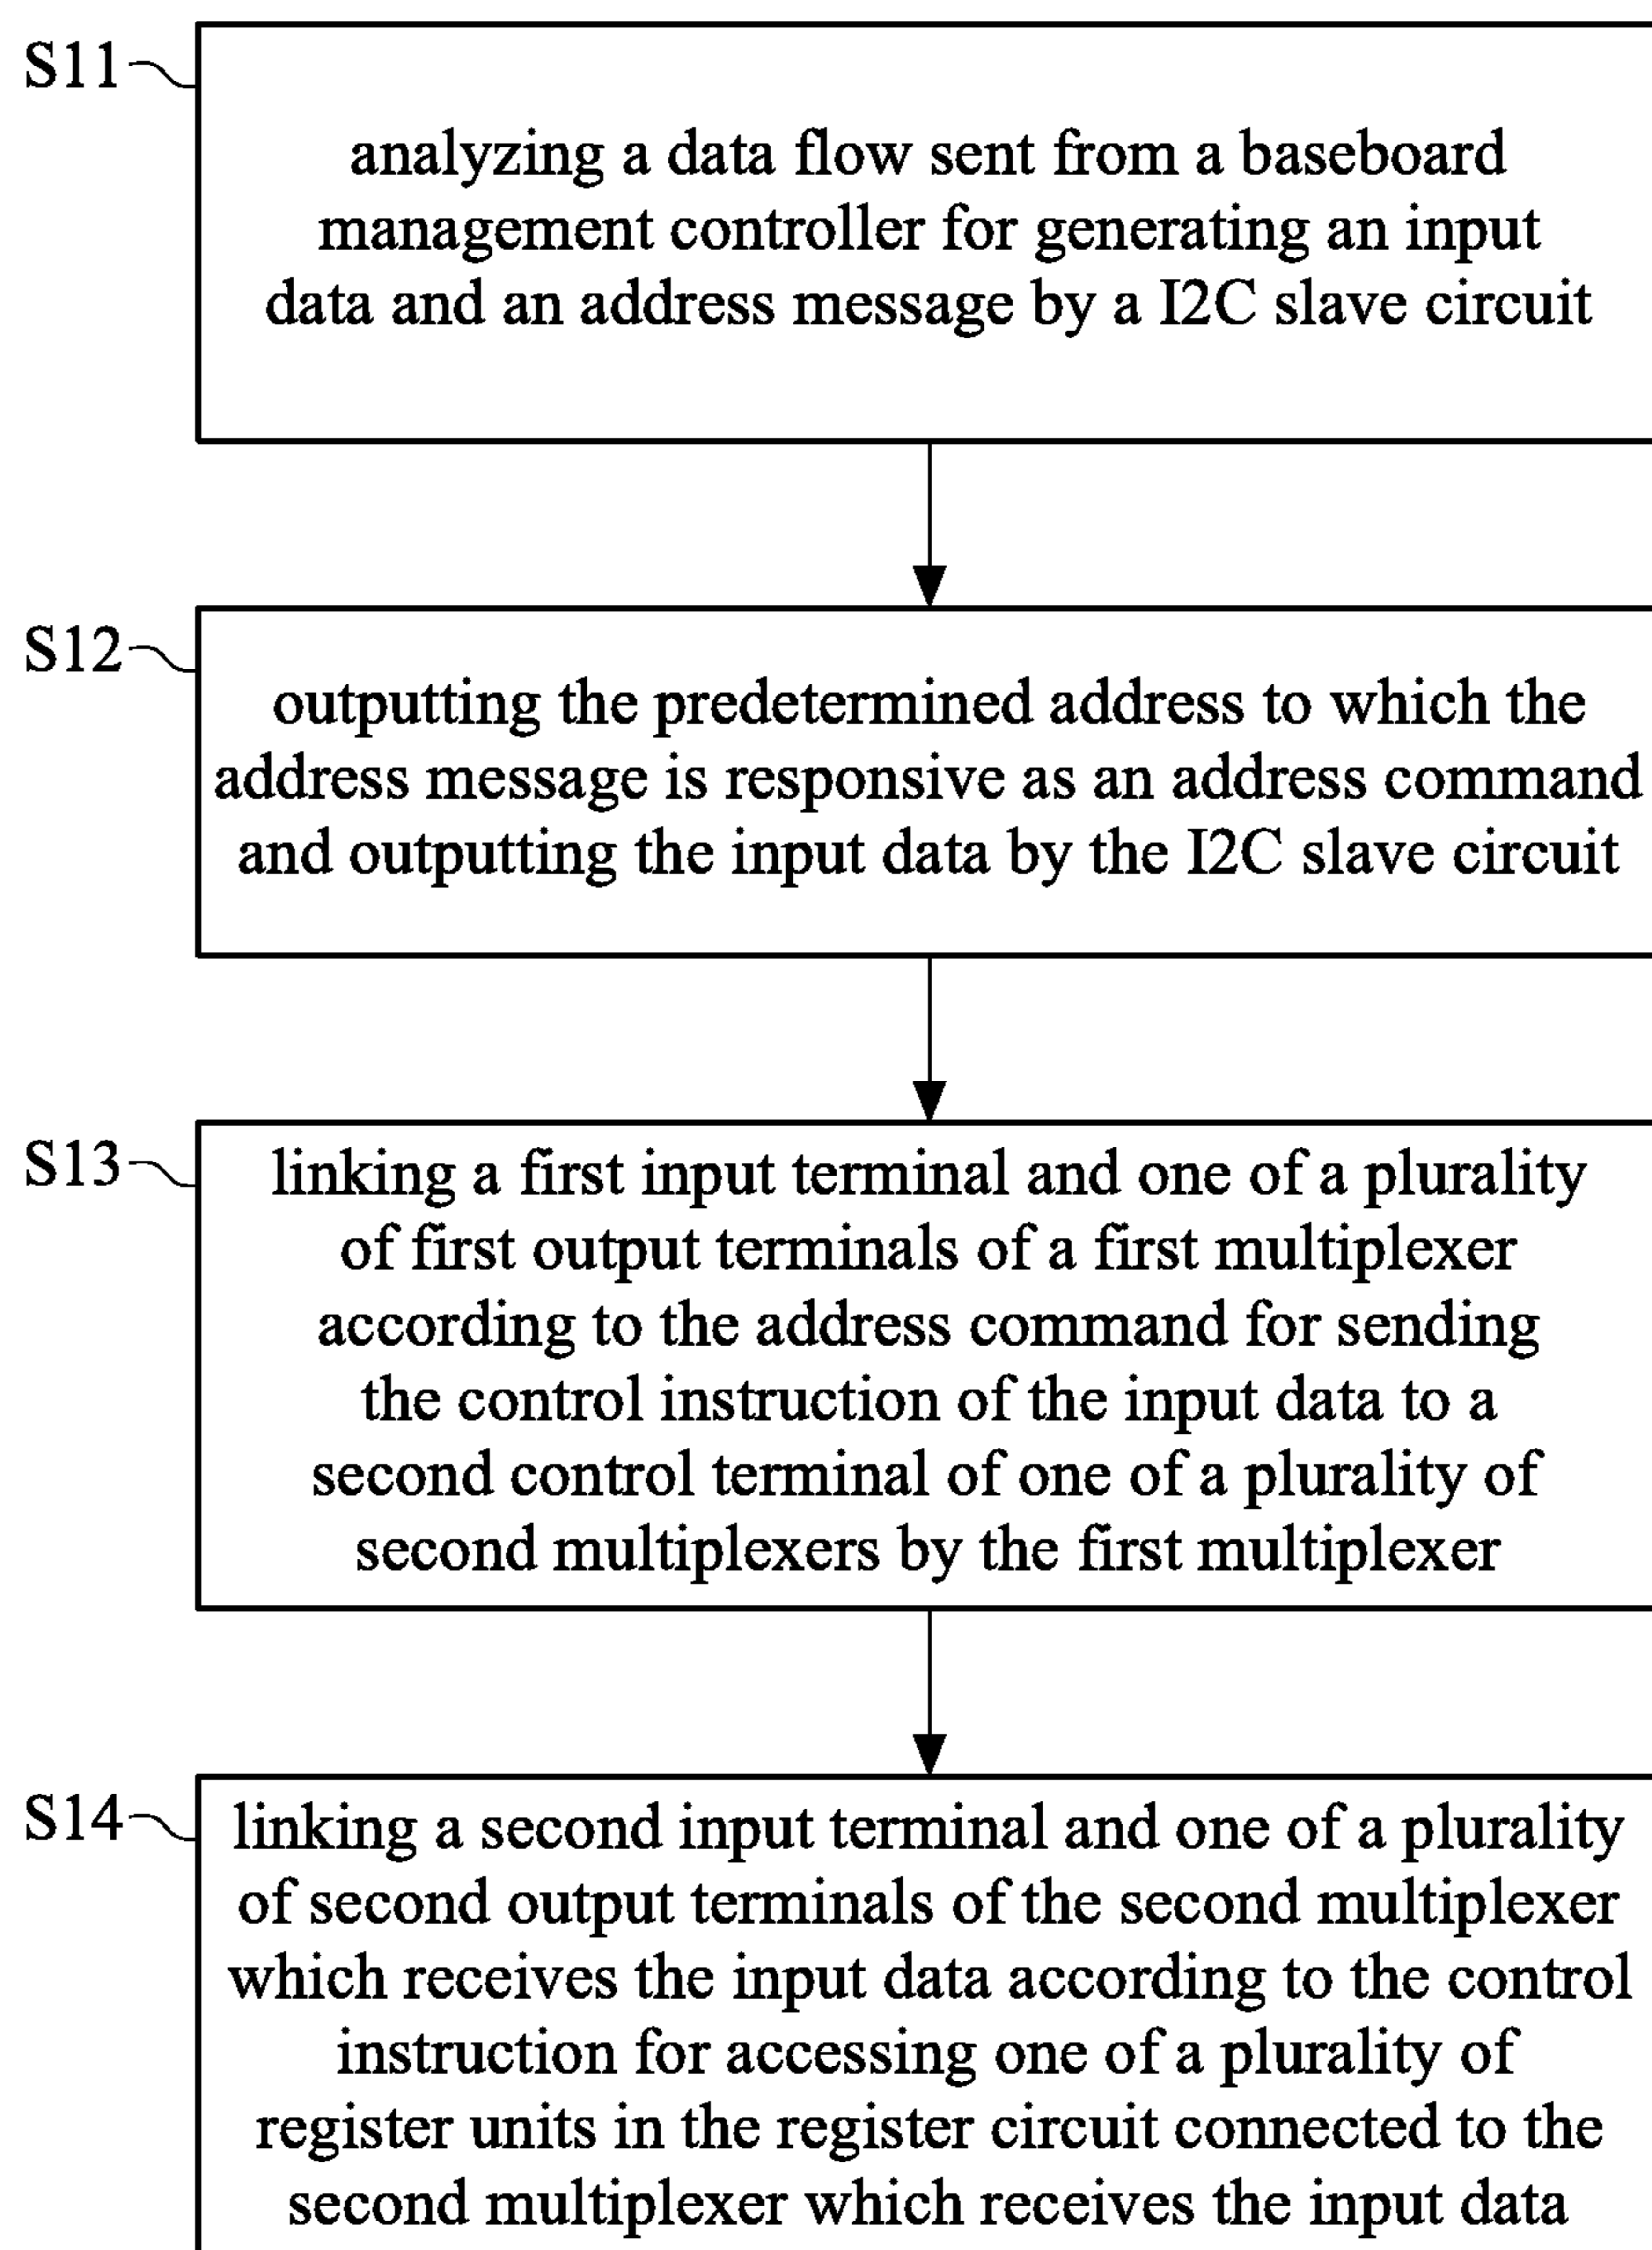 S11
analyzing a data flow sent from a baseboard
management controller for generating an input
data and an address message by a I2C slave circuit
S12
outputting the predetermined address to which the
address message is responsive as an address command
and outputting the input data by the I2C slave circuit
S13
linking a first input terminal and one of a plurality
of first output terminals of a first multiplexer
according to the address command for sending
the control instruction of the input data to a
second control terminal of one of a plurality of
second multiplexers by the first multiplexer
S14
linking a second input terminal and one of a plurality
of second output terminals of the second multiplexer
which receives the input data according to the control
instruction for accessing one of a plurality of
register units in the register circuit connected to the
second multiplexer which receives the input data